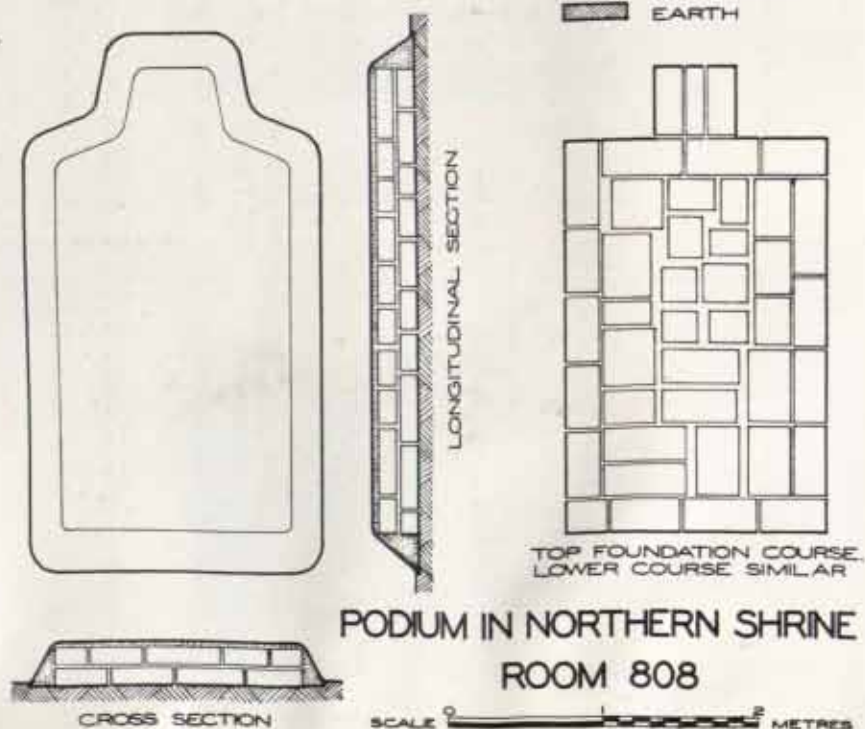 EARTH
LONGITUDINAL SECTION
TOP FOUNDATION COURSE.
LOWER COURSE SIMILAR
PODIUM IN NORTHERN SHRINE
ROOM 808
CROSS SECTION
SCALE 0 1 2 METRES